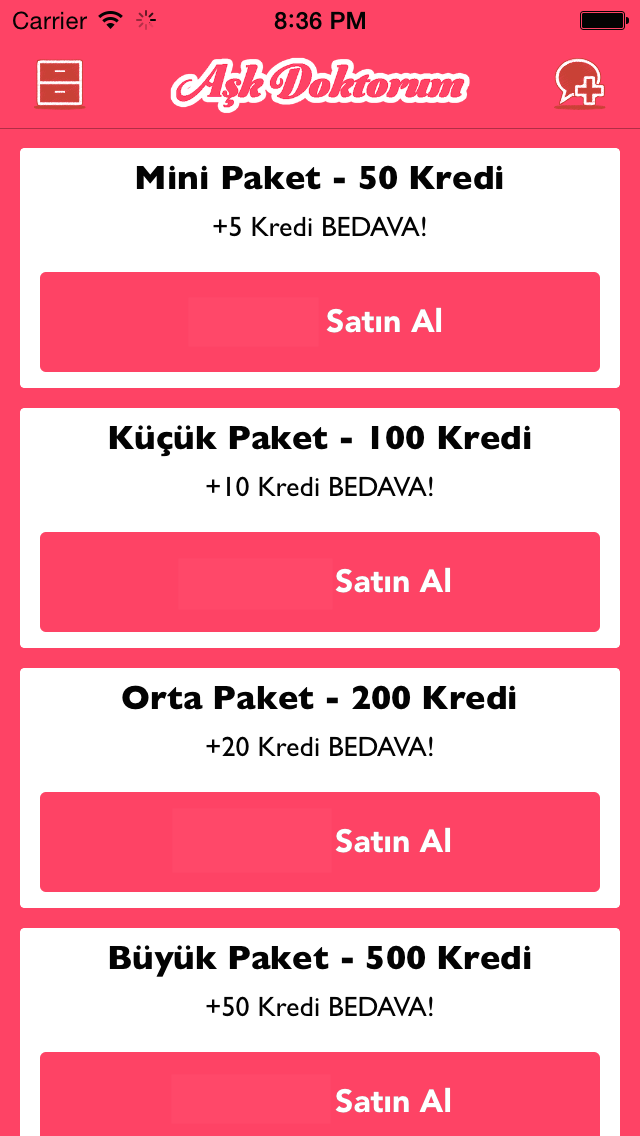 Carrier 8:36 PM
Aşk Doktorum
Mini Paket - 50 Kredi
+5 Kredi BEDAVA!
Satın Al
Küçük Paket - 100 Kredi
+10 Kredi BEDAVA!
Satın Al
Orta Paket - 200 Kredi
+20 Kredi BEDAVA!
Satın Al
Büyük Paket - 500 Kredi
+50 Kredi BEDAVA!
Satın Al